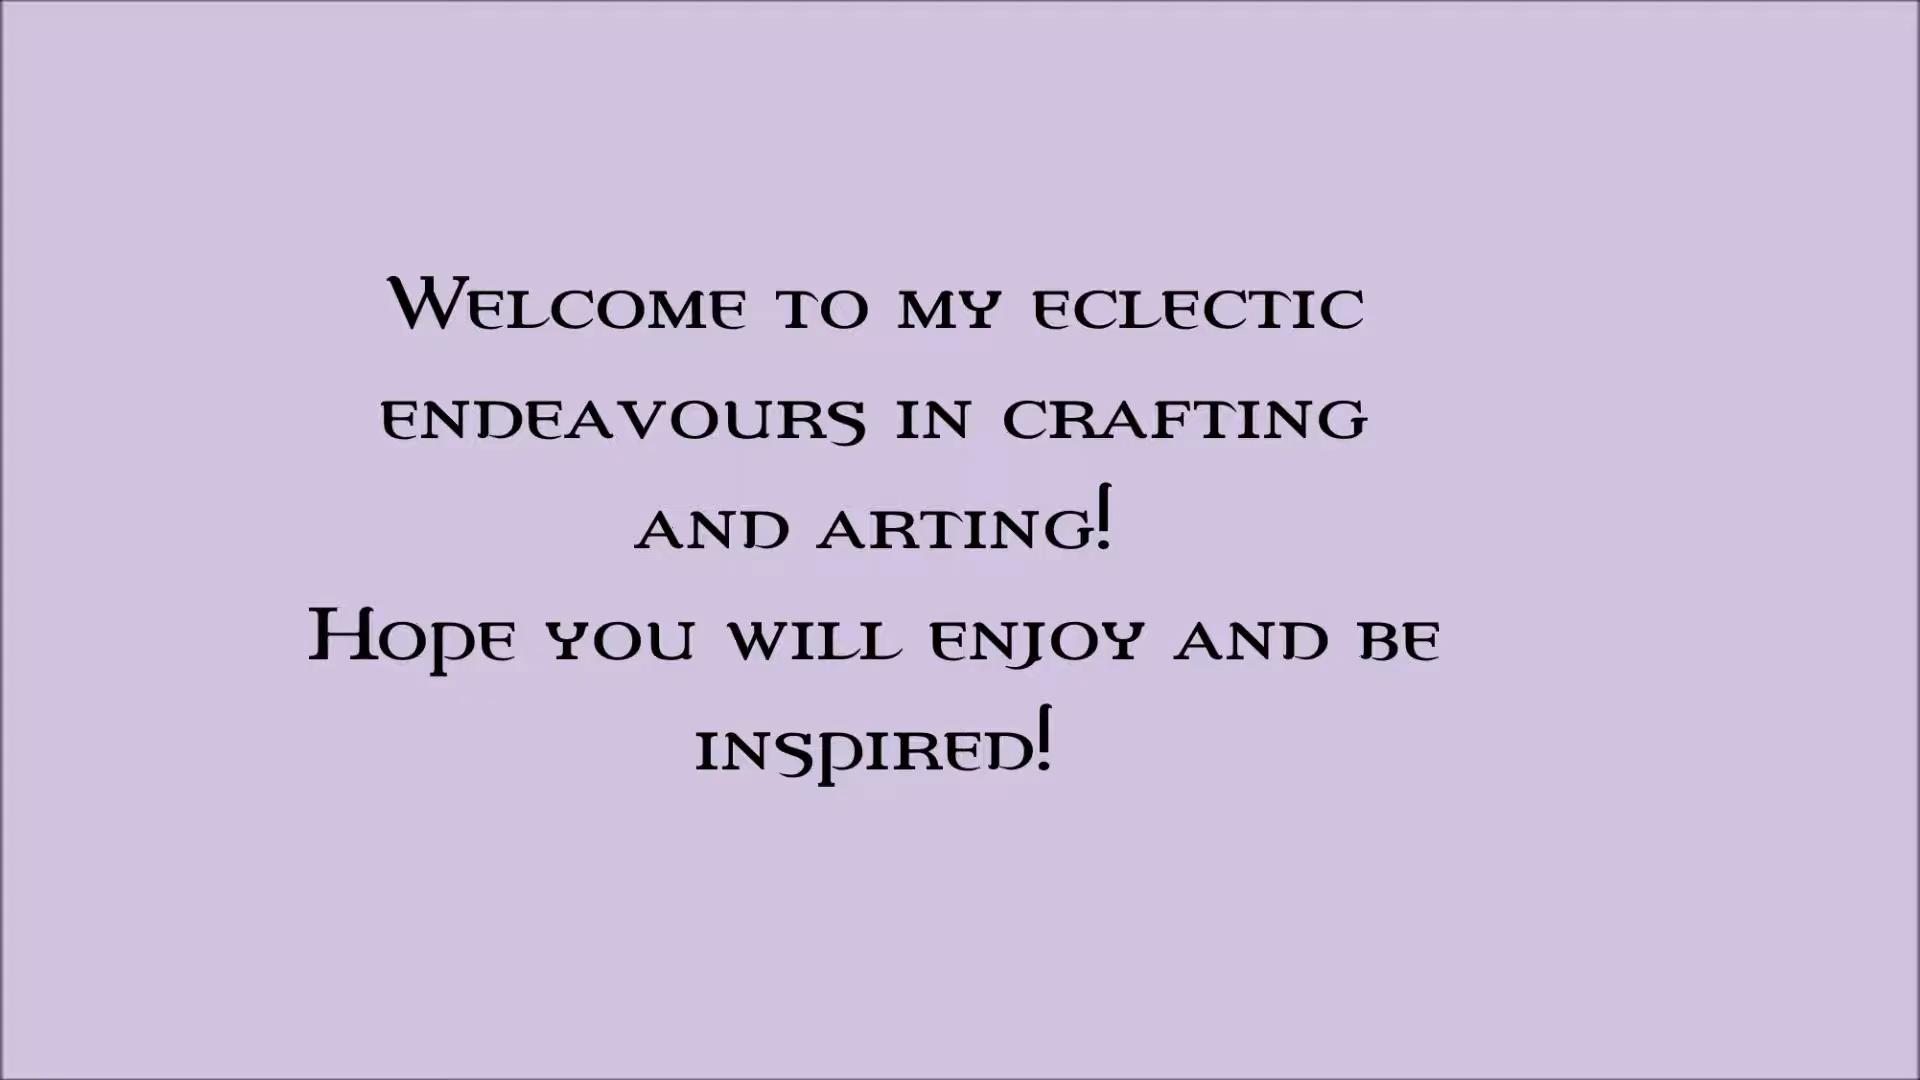 Welcome to my eclectic
endeavours in crafting
and arting!
Hope you will enjoy and be
inspired!